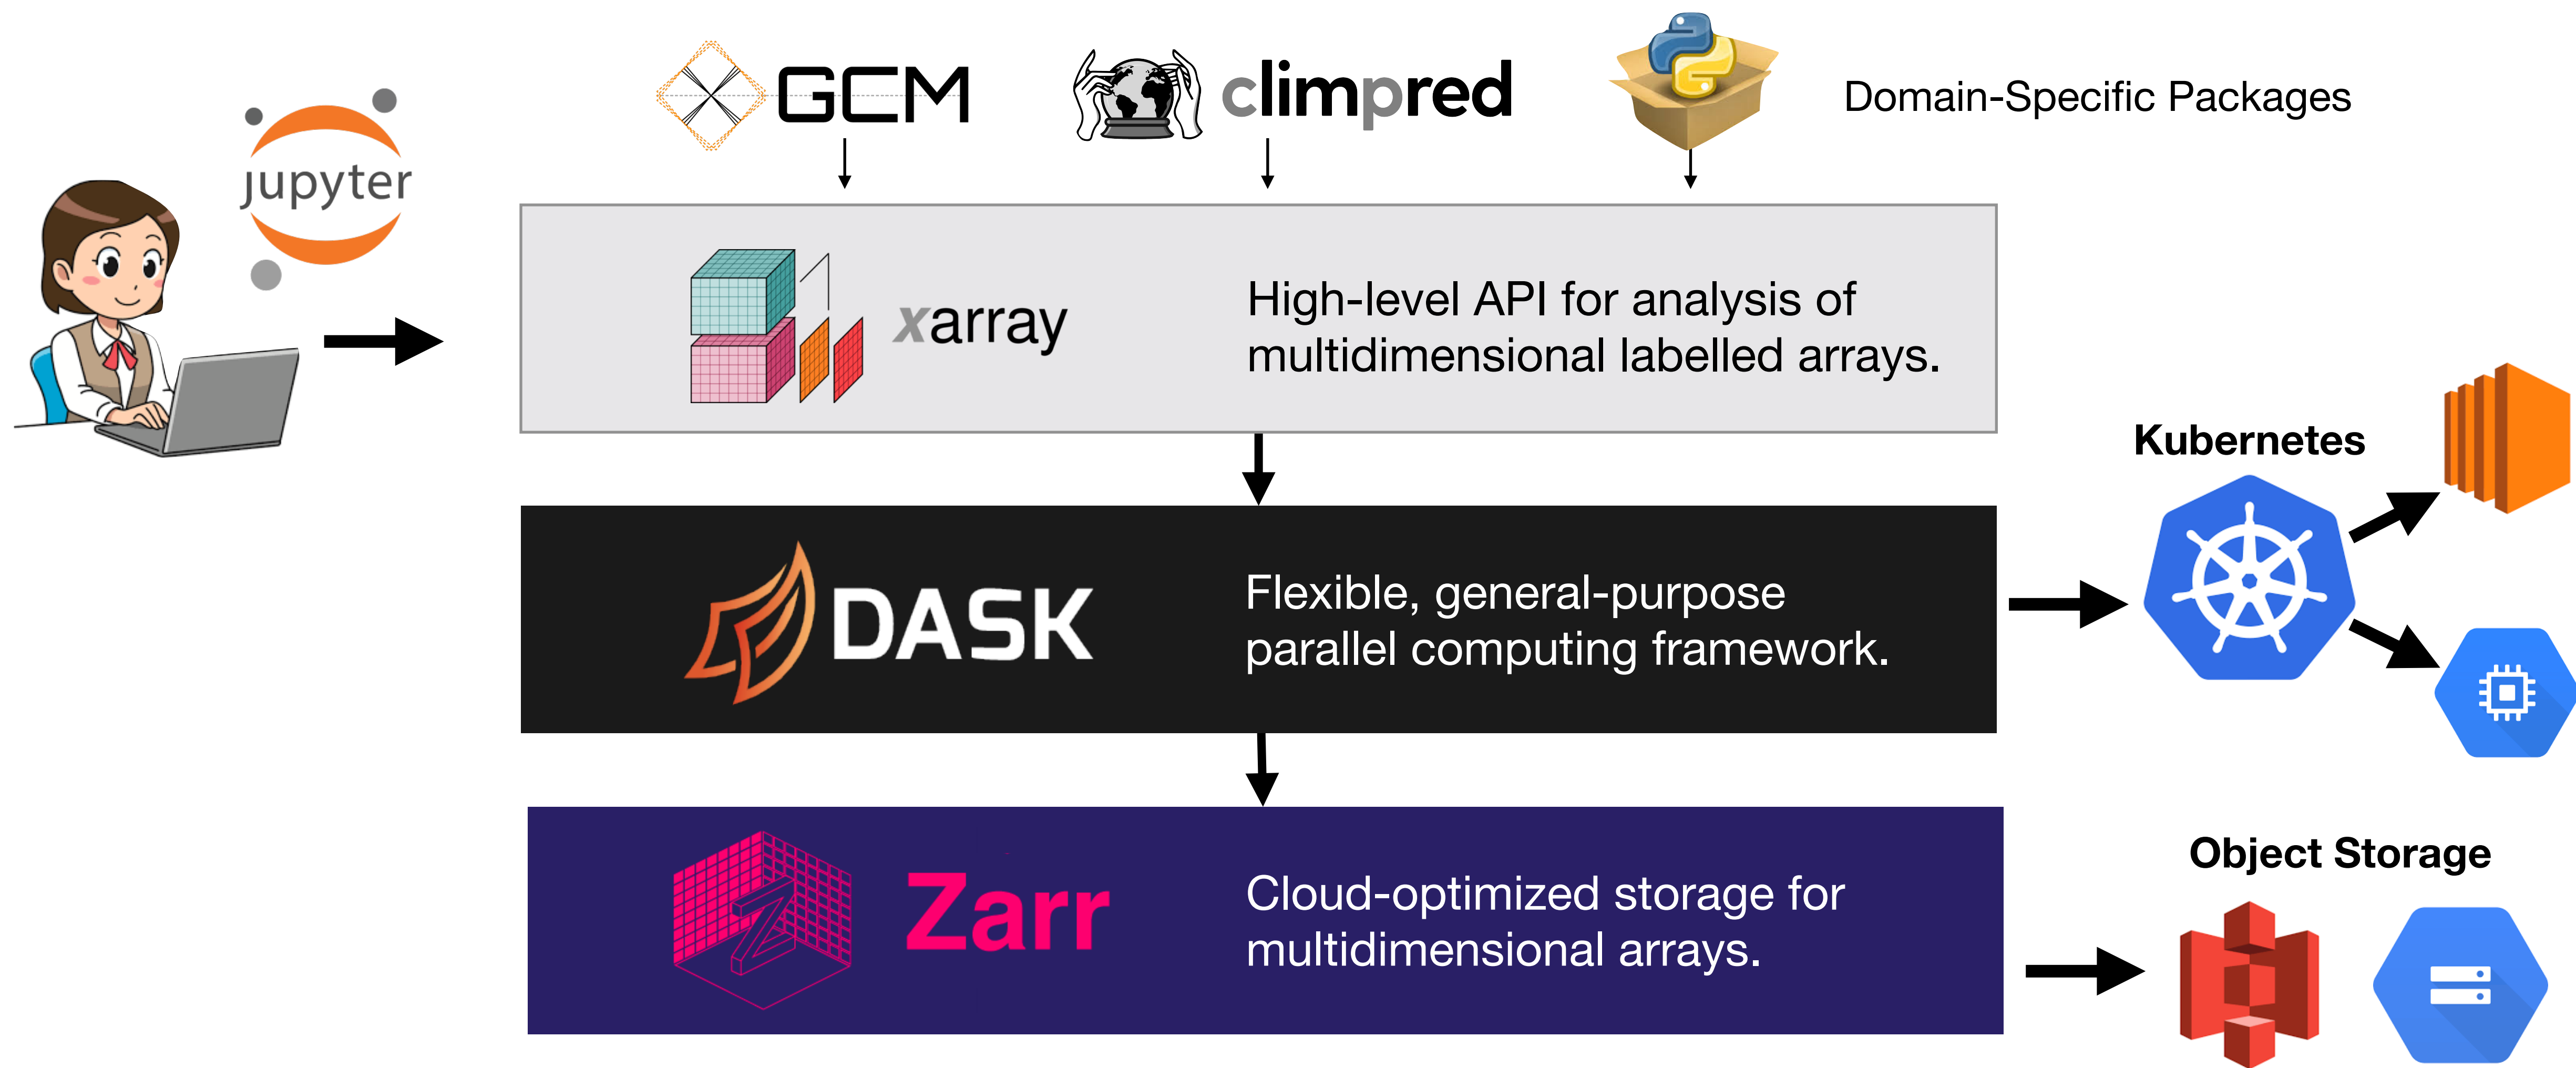 GCM
climpred
Domain-Specific Packages
jupyter
xarray
High-level API for analysis of
multidimensional labelled arrays.
Kubernetes
DASK
Flexible, general-purpose
parallel computing framework.
Object Storage
Z
Zarr
Cloud-optimized storage for
multidimensional arrays.